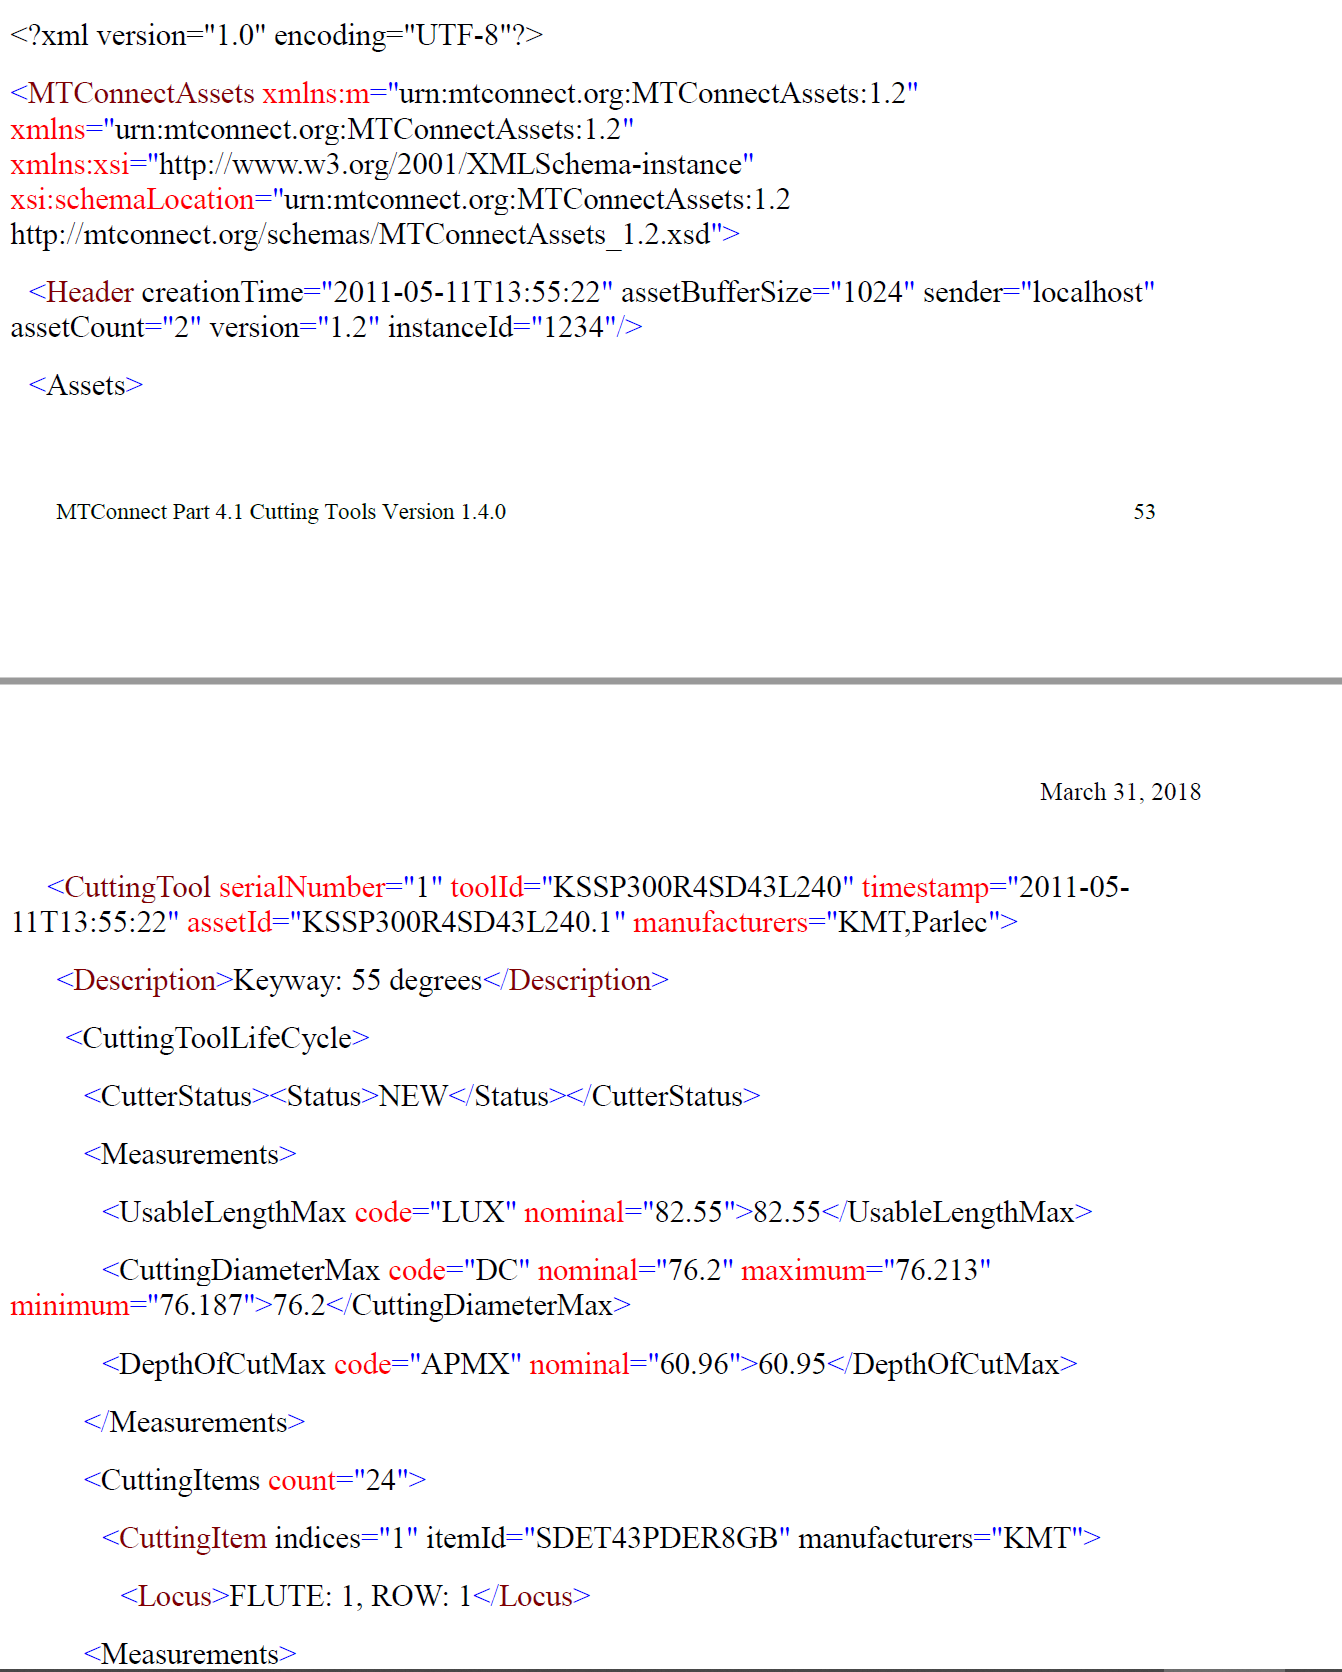 <?xml version="1.0" encoding="UTF-8"?>
<MTConnectAssets xmlns:m="urn:mtconnect.org:MTConnectAssets:1.2"
xmlns="urn:mtconnect.org:MTConnectAssets:1.2"
xmlns:xsi="http://www.w3.org/2001/XMLSchema-instance"
xsi:schemaLocation="urn:mtconnect.org:MTConnectAssets:1.2
http://mtconnect.org/schemas/MTConnectAssets_1.2.xsd">
<Header creationTime="2011-05-11T13:55:22" assetBufferSize="1024" sender="localhost"
assetCount="2" version="1.2" instanceId="1234"/>
<Assets>
MTConnect Part 4.1 Cutting Tools Version 1.4.0 53
March 31, 2018
<CuttingTool serialNumber="1" toolId="KSSP300R4SD43L240" timestamp="2011-05-
11T13:55:22" assetId="KSSP300R4SD43L240.1" manufacturers="KMT,Parlec">
<Description>Keyway: 55 degrees</Description>
<CuttingToolLifeCycle>
<CutterStatus><Status>NEW</Status></CutterStatus>
<Measurements>
<UsableLengthMax code="LUX" nominal="82.55">82.55</UsableLengthMax>
<CuttingDiameterMax code="DC" nominal="76.2" maximum="76.213"
minimum="76.187">76.2</CuttingDiameterMax>
<DepthOfCutMax code="APMX" nominal="60.96">60.95</DepthOfCutMax>
</Measurements>
<CuttingItems count="24">
<CuttingItem indices="1" itemId="SDET43PDER8GB" manufacturers="KMT">
<Locus>FLUTE: 1, ROW: 1</Locus>
<Measurements>